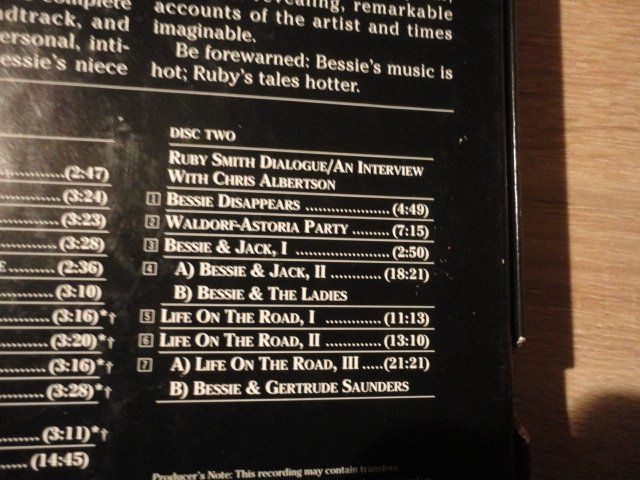 complete
revealing, remarkable
adtrack, and
accounts of the artist and times
ersonal, inti-
imaginable.
essie's niece
Be forewarned: Bessie's music is
hot; Ruby's tales hotter.
.....(2:47)
.....(3:24)
.....(3:23)
.....(3:28)
E .....(2:36)
.....(3:10)
.....(3:16)*†
.....(3:20)*†
.....(3:16)*†
.....(3:28)*†
.....(3:11)*†
.....(14:45)
DISC TWO
RUBY SMITH DIALOGUE/AN INTERVIEW
WITH CHRIS ALBERTSON
1 BESSIE DISAPPEARS .................... (4:49)
2 WALDORF-ASTORIA PARTY ......... (7:15)
3 BESSIE & JACK, I ...................... (2:50)
4 A) BESSIE & JACK, II ............ (18:21)
B) BESSIE & THE LADIES
5 LIFE ON THE ROAD, I ............. (11:13)
6 LIFE ON THE ROAD, II ............ (13:10)
7 A) LIFE ON THE ROAD, III .....(21:21)
B) BESSIE & GERTRUDE SAUNDERS
Producer's Note: This recording may contain transfers